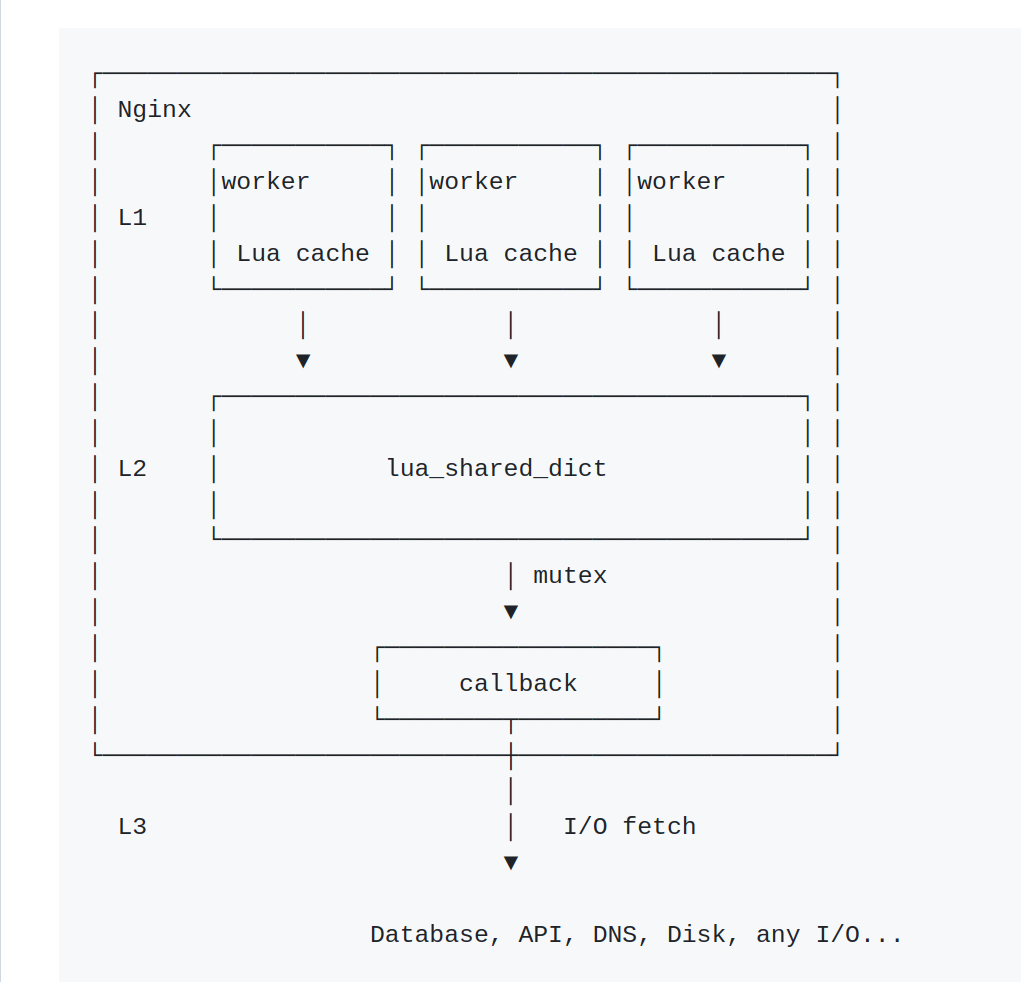 Nginx
worker worker worker
L1
Lua cache Lua cache Lua cache
L2 lua_shared_dict
mutex
callback
L3 I/O fetch
Database, API, DNS, Disk, any I/O...